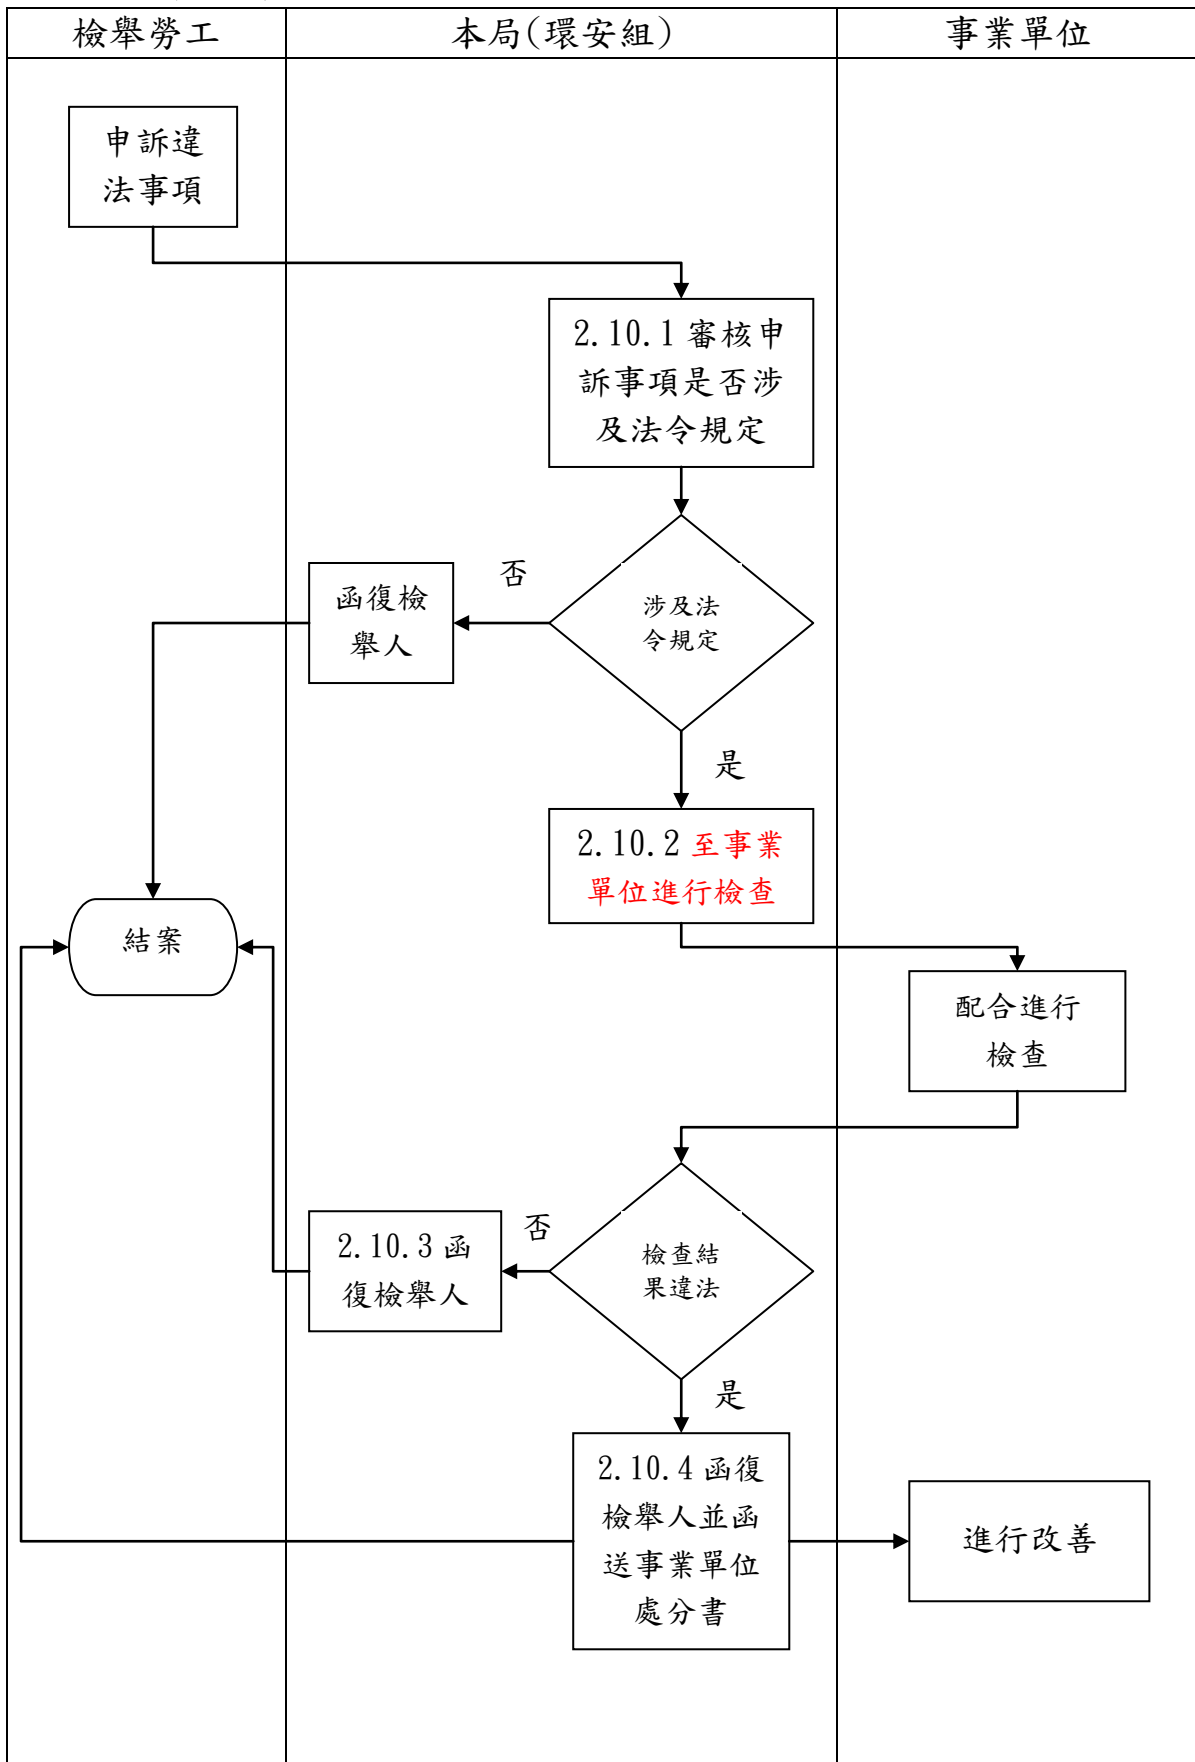 檢舉勞工
本局(環安組)
事業單位
申訴違
法事項
2.10.1 審核申
訴事項是否涉
及法令規定
涉及法
令規定
否
函復檢
舉人
是
2.10.2 至事業
單位進行檢查
結案
配合進行
檢查
檢查結
果違法
否
2.10.3 函
復檢舉人
是
2.10.4 函復
檢舉人並函
送事業單位
處分書
進行改善